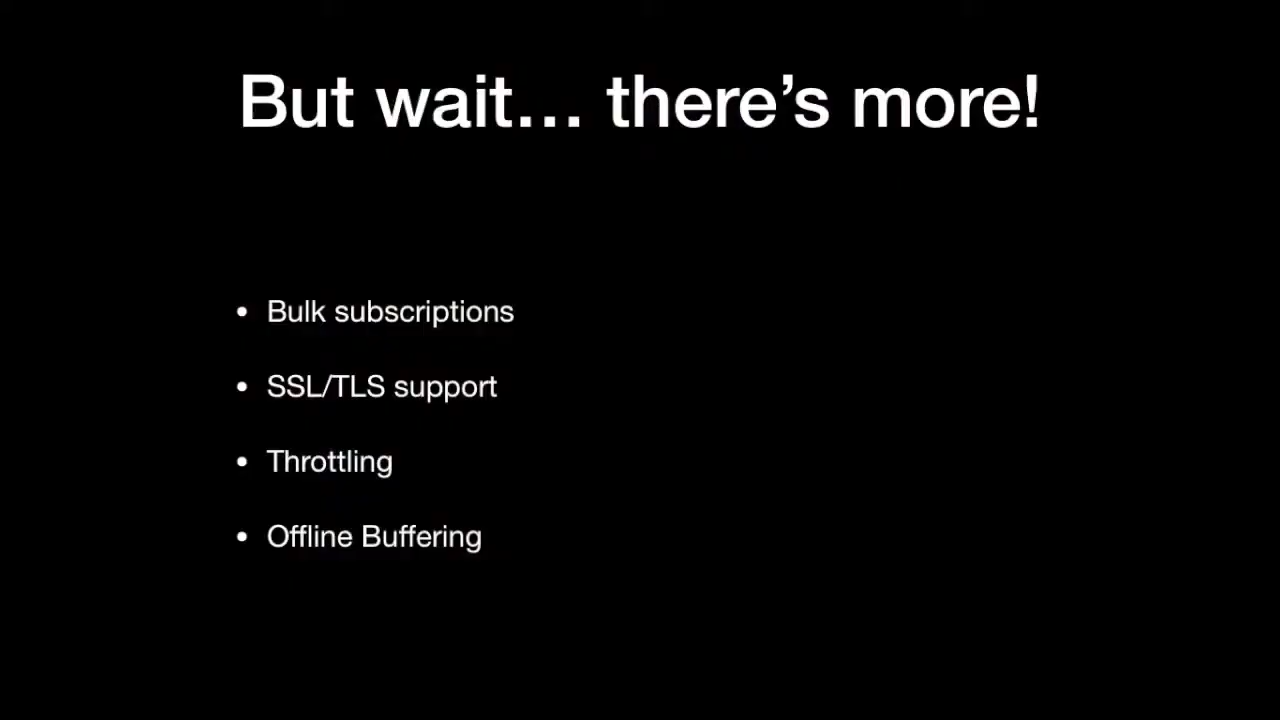 But wait… there’s more!
• Bulk subscriptions
• SSL/TLS support
• Throttling
• Offline Buffering